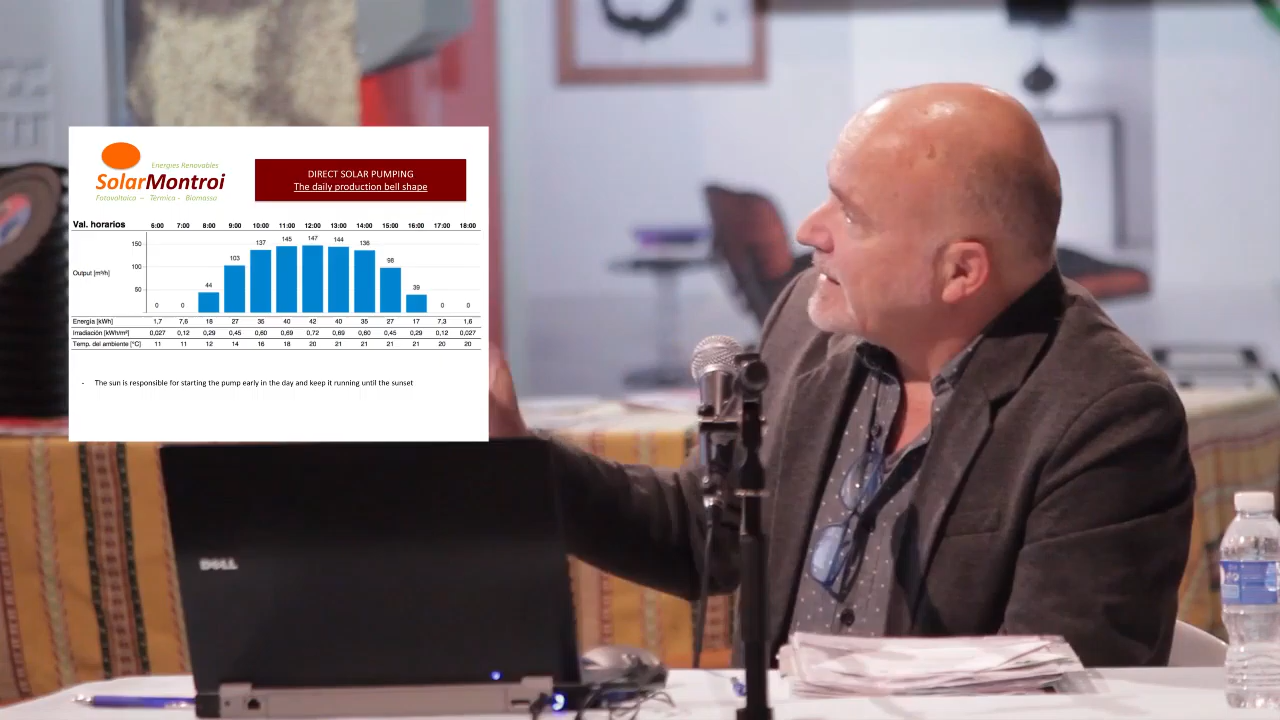 Energies Renovables
SolarMontroi
Fotovoltaica – Tèrmica - Biomassa
DIRECT SOLAR PUMPING
The daily production bell shape
Val. horarios 6:00 7:00 8:00 9:00 10:00 11:00 12:00 13:00 14:00 15:00 16:00 17:00 18:00
Output [m³/h]
150
100
50
0 0 44 103 137 145 147 144 136 98 39 0 0
Energía [kWh] 1,7 7,6 18 27 35 40 42 40 35 27 17 7,3 1,6
Irradiación [kWh/m²] 0,027 0,12 0,29 0,45 0,60 0,69 0,72 0,69 0,60 0,45 0,29 0,12 0,027
Temp. del ambiente [°C] 11 11 12 14 16 18 20 21 21 21 21 20 20
- The sun is responsible for starting the pump early in the day and keep it running until the sunset
DELL